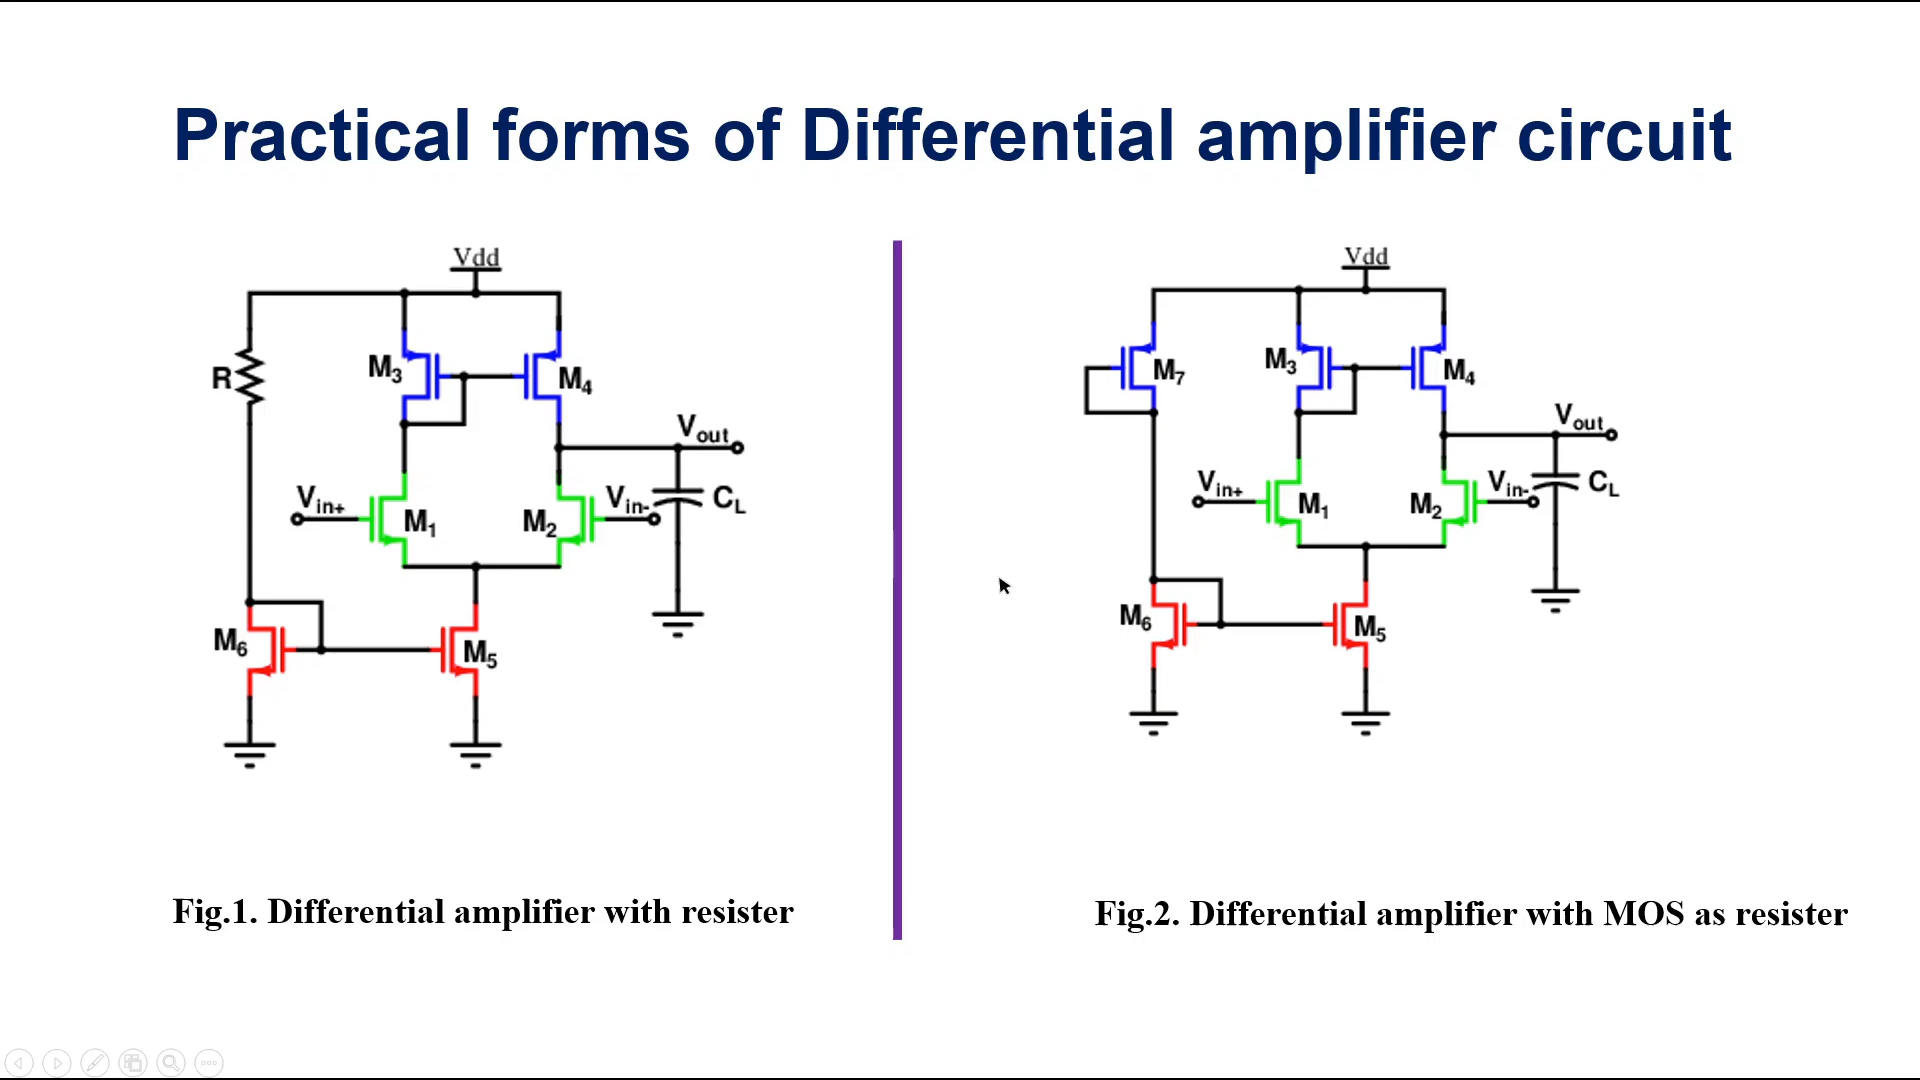 Practical forms of Differential amplifier circuit
Vdd
R
M3
M4
Vout
Vin+
M1
M2
Vin-
CL
M6
M5
Fig.1. Differential amplifier with resister
Vdd
M7
M3
M4
Vout
Vin+
M1
M2
Vin-
CL
M6
M5
Fig.2. Differential amplifier with MOS as resister